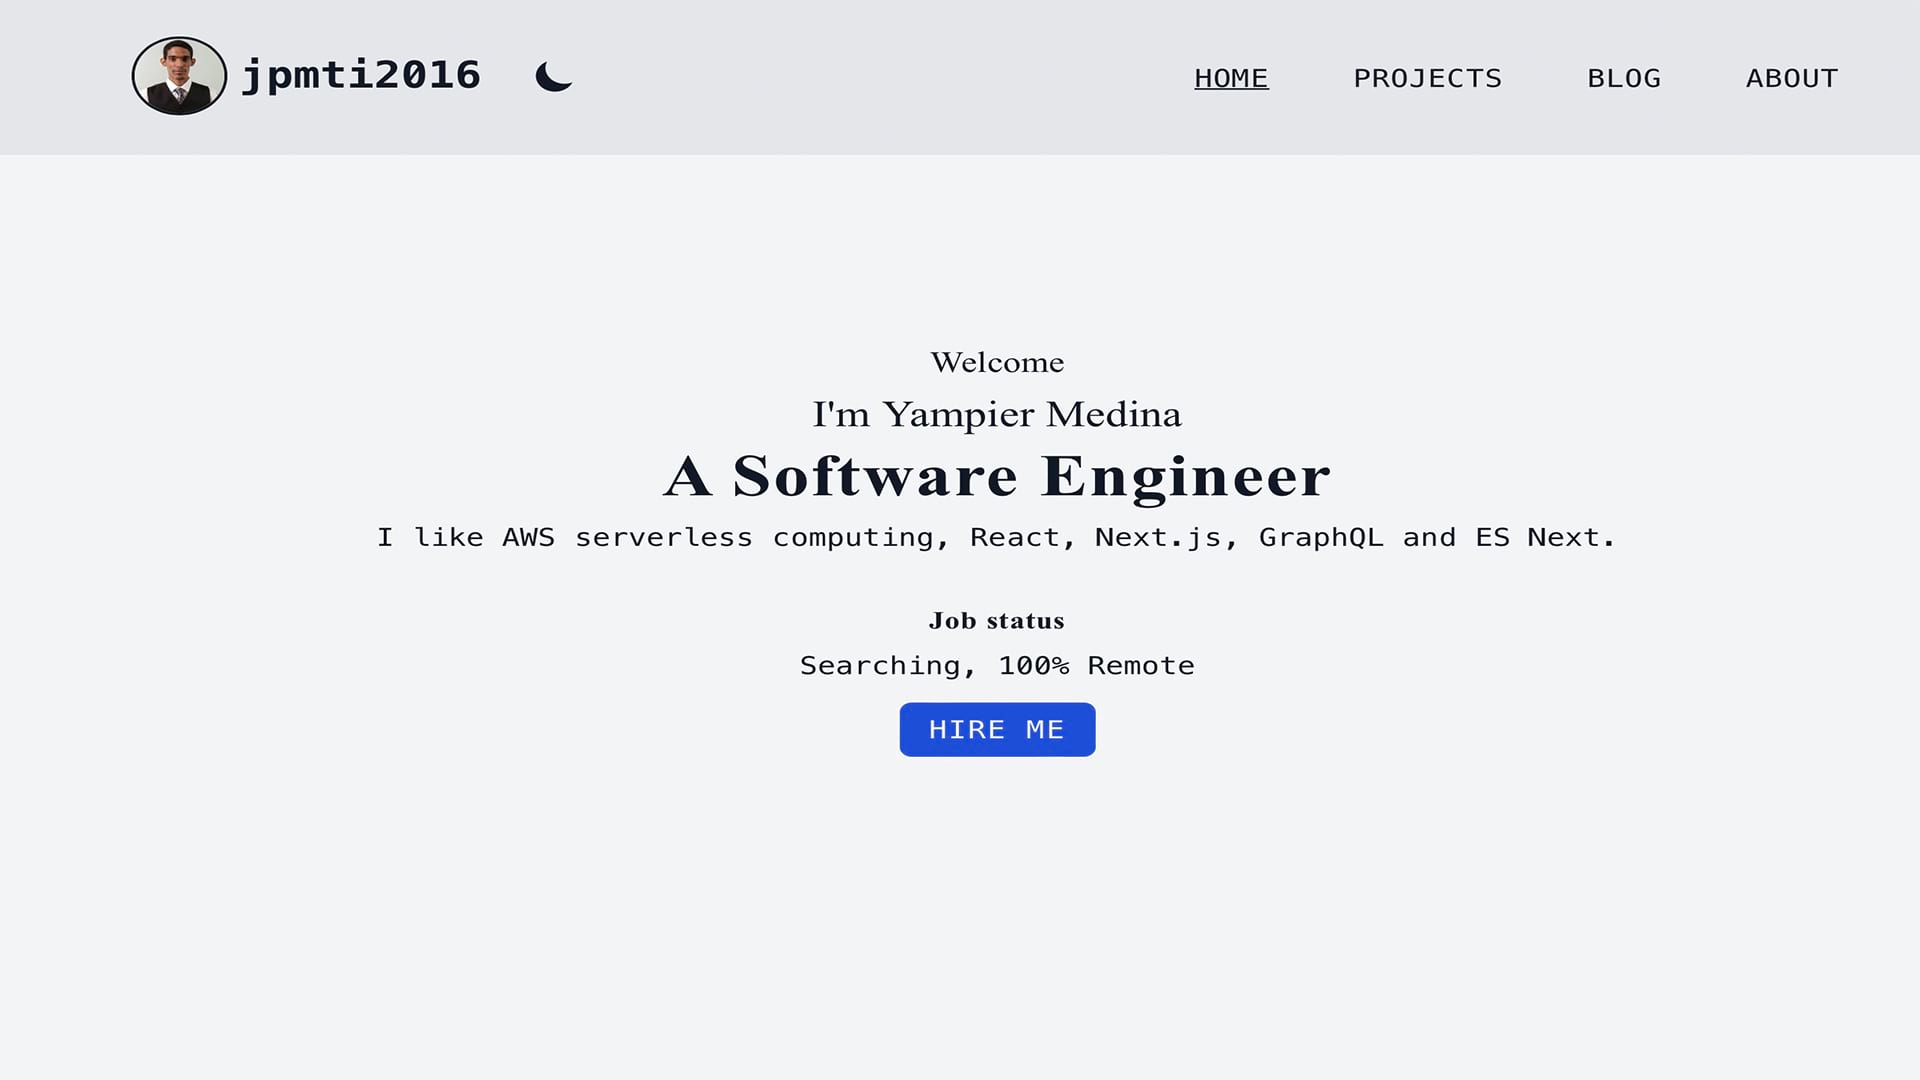 jpmti2016
HOME PROJECTS BLOG ABOUT
Welcome
I'm Yampier Medina
A Software Engineer
I like AWS serverless computing, React, Next.js, GraphQL and ES Next.
Job status
Searching, 100% Remote
HIRE ME